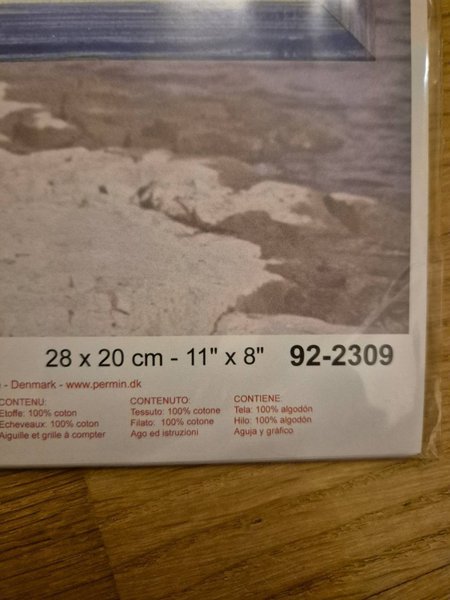 28 x 20 cm - 11" x 8" 92-2309
- Denmark - www.permin.dk
CONTENU:
Etoffe: 100% coton
Echeveaux: 100% coton
Aiguille et grille à compter
CONTENUTO:
Tessuto: 100% cotone
Filato: 100% cotone
Ago ed istruzioni
CONTIENE:
Tela: 100% algodón
Hilo: 100% algodón
Aguja y gráfico